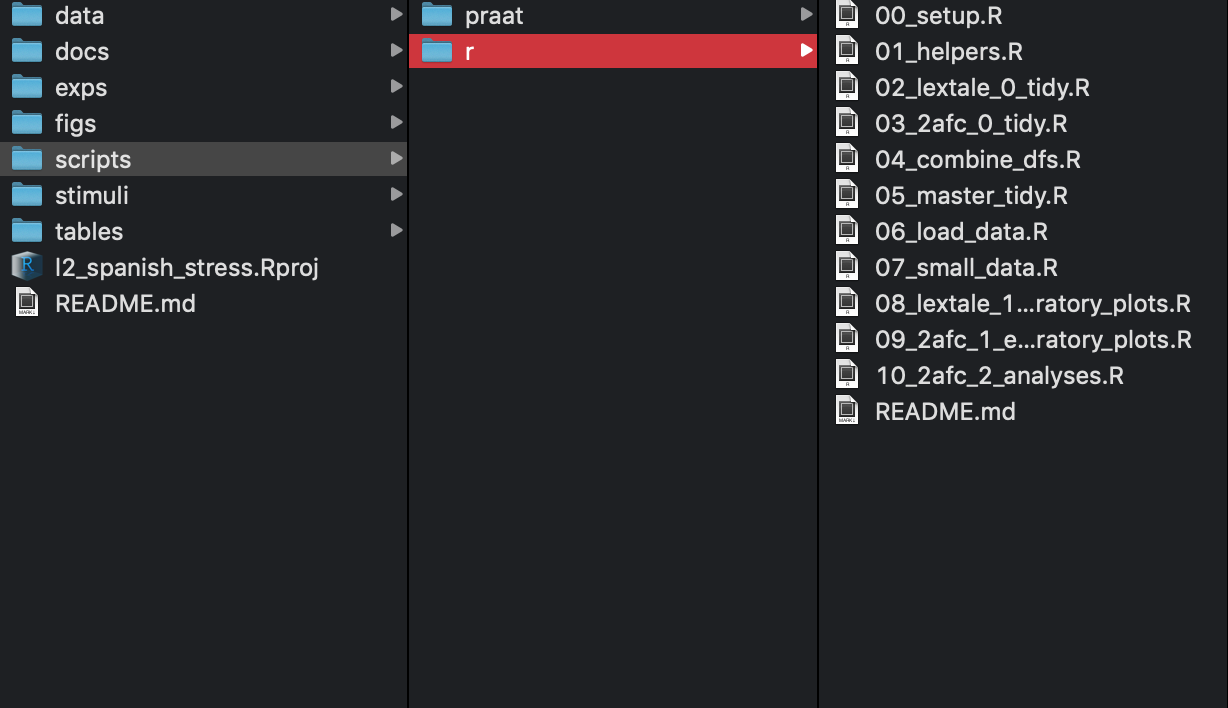 data
docs
exps
figs
scripts
stimuli
tables
l2_spanish_stress.Rproj
README.md
praat
r
00_setup.R
01_helpers.R
02_lextale_0_tidy.R
03_2afc_0_tidy.R
04_combine_dfs.R
05_master_tidy.R
06_load_data.R
07_small_data.R
08_lextale_1...ratory_plots.R
09_2afc_1_e...ratory_plots.R
10_2afc_2_analyses.R
README.md